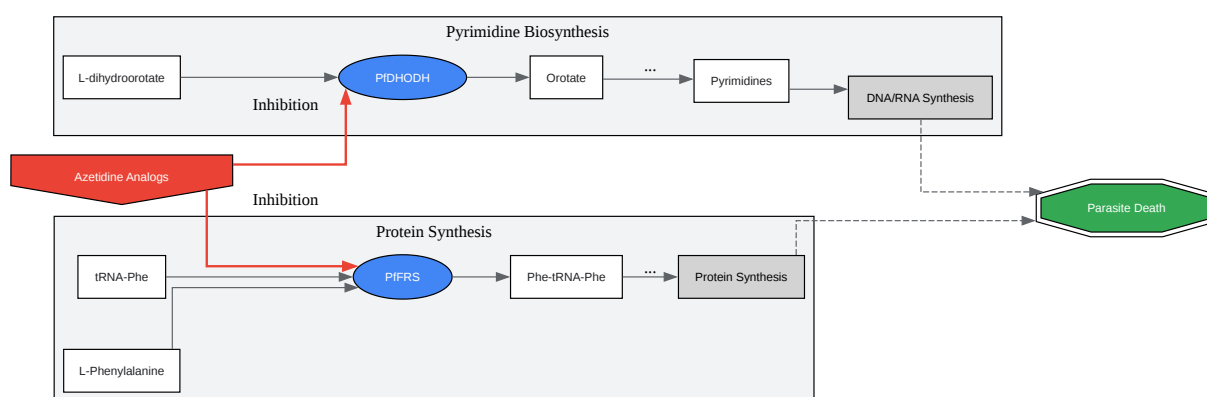 Pyrimidine Biosynthesis
L-dihydroorotate
PfDHODH
Orotate
...
Pyrimidines
DNA/RNA Synthesis
Inhibition
Azetidine Analogs
Inhibition
Parasite Death
Protein Synthesis
tRNA-Phe
PfFRS
Phe-tRNA-Phe
...
Protein Synthesis
L-Phenylalanine